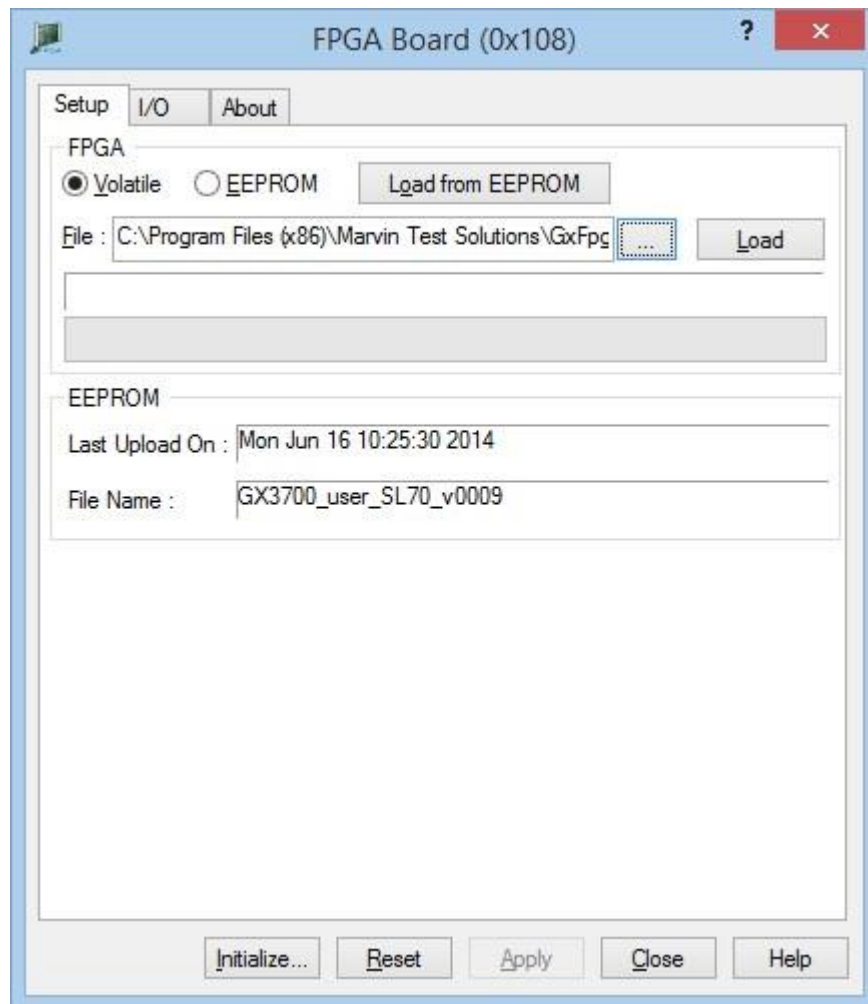 FPGA Board (0x108) ? ×
Setup I/O About
FPGA
Volatile EEPROM Load from EEPROM
File : C:\Program Files (x86)\Marvin Test Solutions\GxFpg ... Load
EEPROM
Last Upload On : Mon Jun 16 10:25:30 2014
File Name : GX3700_user_SL70_v0009
Initialize... Reset Apply Close Help